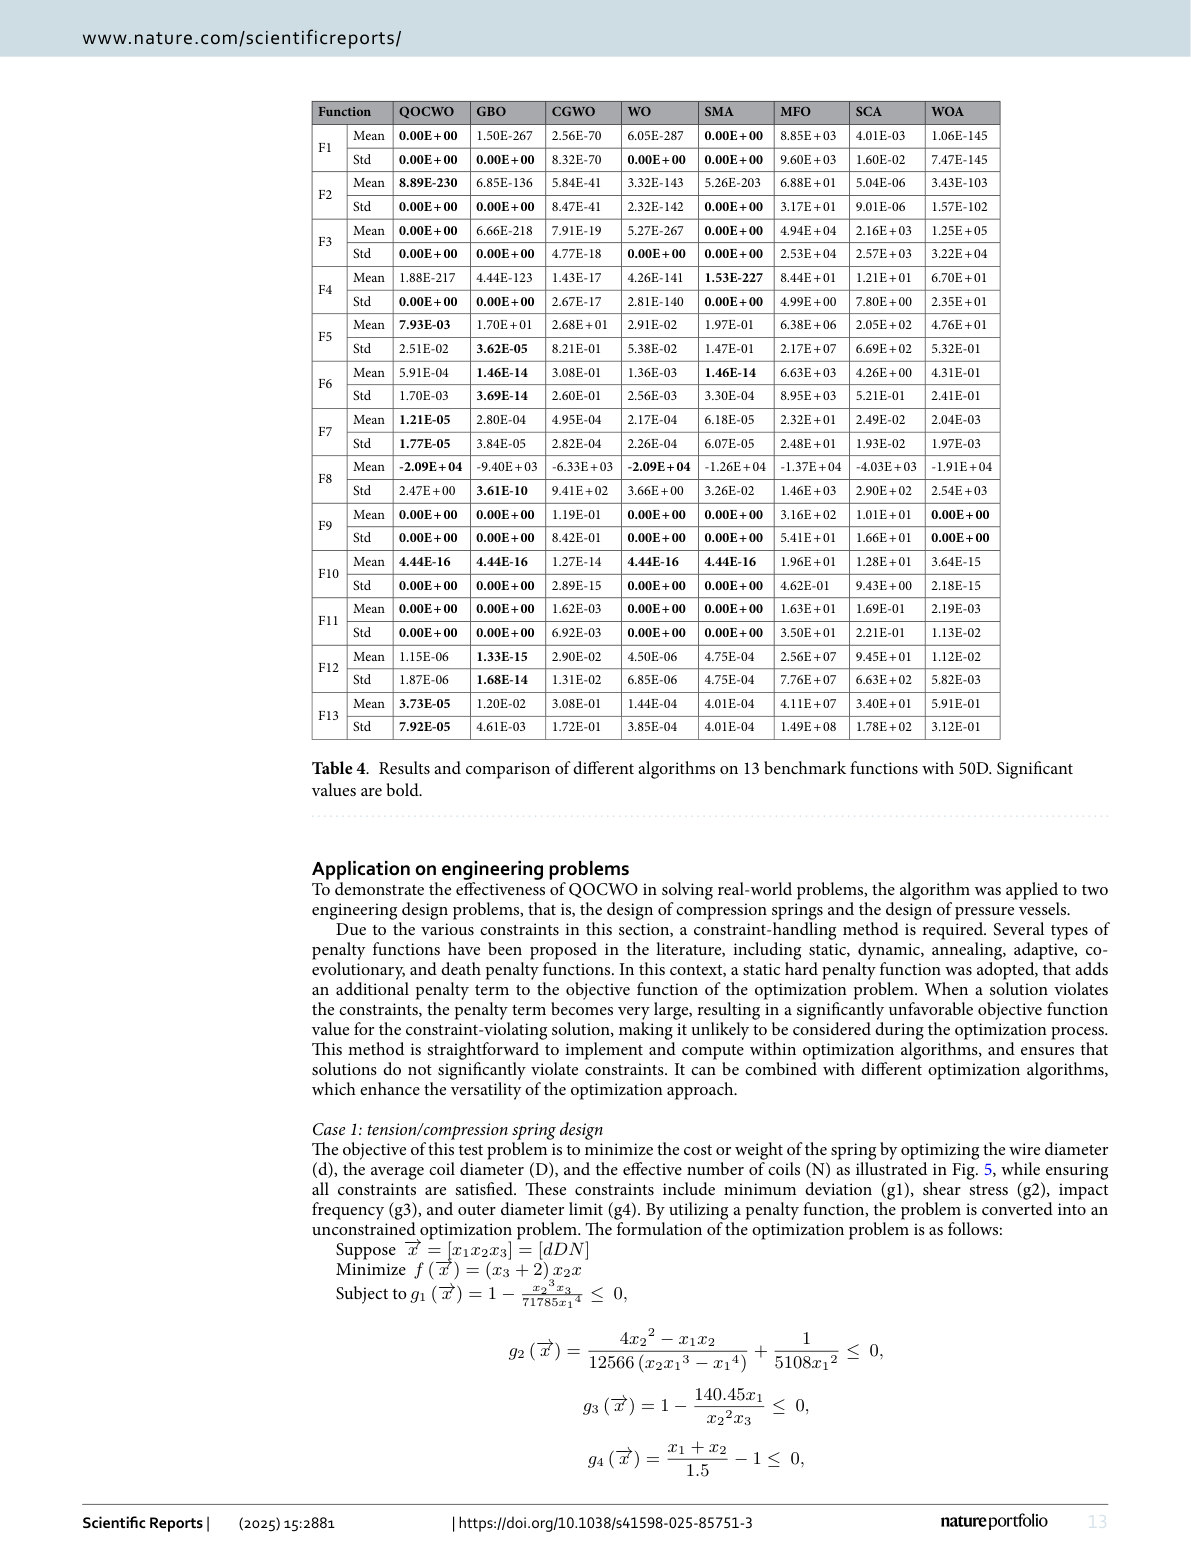 www.nature.com/scientificreports/
Function QOCWO GBO CGWO WO SMA MFO SCA WOA
F1 Mean 0.00E+00 1.50E-267 2.56E-70 6.05E-287 0.00E+00 8.85E+03 4.01E-03 1.06E-145
Std 0.00E+00 0.00E+00 8.32E-70 0.00E+00 0.00E+00 9.60E+03 1.60E-02 7.47E-145
F2 Mean 8.89E-230 6.85E-136 5.84E-41 3.32E-143 5.26E-203 6.88E+01 5.04E-06 3.43E-103
Std 0.00E+00 0.00E+00 8.47E-41 2.32E-142 0.00E+00 3.17E+01 9.01E-06 1.57E-102
F3 Mean 0.00E+00 6.66E-218 7.91E-19 5.27E-267 0.00E+00 4.94E+04 2.16E+03 1.25E+05
Std 0.00E+00 0.00E+00 4.77E-18 0.00E+00 0.00E+00 2.53E+04 2.57E+03 3.22E+04
F4 Mean 1.88E-217 4.44E-123 1.43E-17 4.26E-141 1.53E-227 8.44E+01 1.21E+01 6.70E+01
Std 0.00E+00 0.00E+00 2.67E-17 2.81E-140 0.00E+00 4.99E+00 7.80E+00 2.35E+01
F5 Mean 7.93E-03 1.70E+01 2.68E+01 2.91E-02 1.97E-01 6.38E+06 2.05E+02 4.76E+01
Std 2.51E-02 3.62E-05 8.21E-01 5.38E-02 1.47E-01 2.17E+07 6.69E+02 5.32E-01
F6 Mean 5.91E-04 1.46E-14 3.08E-01 1.36E-03 1.46E-14 6.63E+03 4.26E+00 4.31E-01
Std 1.70E-03 3.69E-14 2.60E-01 2.56E-03 3.30E-04 8.95E+03 5.21E-01 2.41E-01
F7 Mean 1.21E-05 2.80E-04 4.95E-04 2.17E-04 6.18E-05 2.32E+01 2.49E-02 2.04E-03
Std 1.77E-05 3.84E-05 2.82E-04 2.26E-04 6.07E-05 2.48E+01 1.93E-02 1.97E-03
F8 Mean -2.09E+04 -9.40E+03 -6.33E+03 -2.09E+04 -1.26E+04 -1.37E+04 -4.03E+03 -1.91E+04
Std 2.47E+00 3.61E-10 9.41E+02 3.66E+00 3.26E-02 1.46E+03 2.90E+02 2.54E+03
F9 Mean 0.00E+00 0.00E+00 1.19E-01 0.00E+00 0.00E+00 3.16E+02 1.01E+01 0.00E+00
Std 0.00E+00 0.00E+00 8.42E-01 0.00E+00 0.00E+00 5.41E+01 1.66E+01 0.00E+00
F10 Mean 4.44E-16 4.44E-16 1.27E-14 4.44E-16 4.44E-16 1.96E+01 1.28E+01 3.64E-15
Std 0.00E+00 0.00E+00 2.89E-15 0.00E+00 0.00E+00 4.62E-01 9.43E+00 2.18E-15
F11 Mean 0.00E+00 0.00E+00 1.62E-03 0.00E+00 0.00E+00 1.63E+01 1.69E-01 2.19E-03
Std 0.00E+00 0.00E+00 6.92E-03 0.00E+00 0.00E+00 3.50E+01 2.21E-01 1.13E-02
F12 Mean 1.15E-06 1.33E-15 2.90E-02 4.50E-06 4.75E-04 2.56E+07 9.45E+01 1.12E-02
Std 1.87E-06 1.68E-14 1.31E-02 6.85E-06 4.75E-04 7.76E+07 6.63E+02 5.82E-03
F13 Mean 3.73E-05 1.20E-02 3.08E-01 1.44E-04 4.01E-04 4.11E+07 3.40E+01 5.91E-01
Std 7.92E-05 4.61E-03 1.72E-01 3.85E-04 4.01E-04 1.49E+08 1.78E+02 3.12E-01
Table 4. Results and comparison of different algorithms on 13 benchmark functions with 50D. Significant
values are bold.
Application on engineering problems
To demonstrate the effectiveness of QOCWO in solving real-world problems, the algorithm was applied to two
engineering design problems, that is, the design of compression springs and the design of pressure vessels.
Due to the various constraints in this section, a constraint-handling method is required. Several types of
penalty functions have been proposed in the literature, including static, dynamic, annealing, adaptive, co-
evolutionary, and death penalty functions. In this context, a static hard penalty function was adopted, that adds
an additional penalty term to the objective function of the optimization problem. When a solution violates
the constraints, the penalty term becomes very large, resulting in a significantly unfavorable objective function
value for the constraint-violating solution, making it unlikely to be considered during the optimization process.
This method is straightforward to implement and compute within optimization algorithms, and ensures that
solutions do not significantly violate constraints. It can be combined with different optimization algorithms,
which enhance the versatility of the optimization approach.
Case 1: tension/compression spring design
The objective of this test problem is to minimize the cost or weight of the spring by optimizing the wire diameter
(d), the average coil diameter (D), and the effective number of coils (N) as illustrated in Fig. 5, while ensuring
all constraints are satisfied. These constraints include minimum deviation (g1), shear stress (g2), impact
frequency (g3), and outer diameter limit (g4). By utilizing a penalty function, the problem is converted into an
unconstrained optimization problem. The formulation of the optimization problem is as follows:
Suppose x⃗ = [x₁x₂x₃] = [dDN]
Minimize f (x⃗) = (x₃ + 2) x₂x
Subject to g₁ (x⃗) = 1 − x₂³x₃ / 71785x₁⁴ ≤ 0,
g₂ (x⃗) = (4x₂² − x₁x₂) / (12566 (x₂x₁³ − x₁⁴)) + 1 / 5108x₁² ≤ 0,
g₃ (x⃗) = 1 − 140.45x₁ / x₂²x₃ ≤ 0,
g₄ (x⃗) = (x₁ + x₂) / 1.5 − 1 ≤ 0,
Scientific Reports | (2025) 15:2881 | https://doi.org/10.1038/s41598-025-85751-3 nature portfolio 13